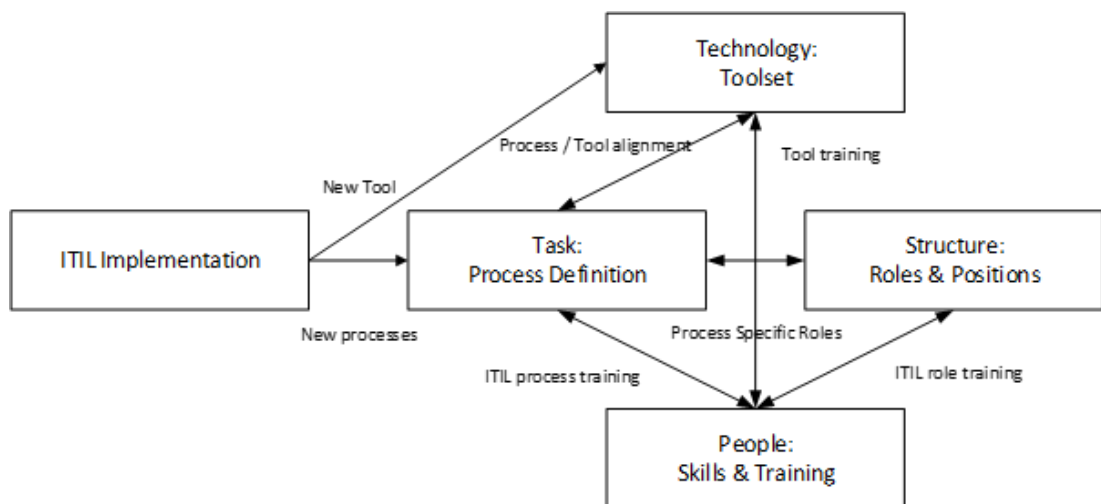 Technology:
Toolset
Process / Tool alignment
Tool training
New Tool
ITIL Implementation
Task:
Process Definition
Structure:
Roles & Positions
New processes
Process Specific Roles
ITIL process training
ITIL role training
People:
Skills & Training